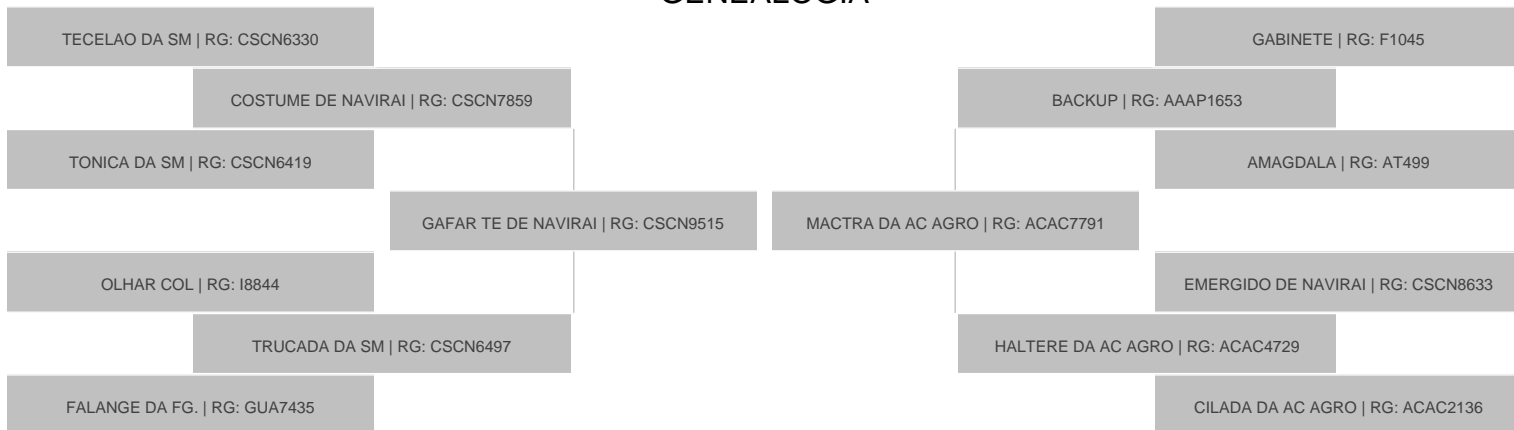 GENEALOGIA
TECELAO DA SM | RG: CSCN6330
GABINETE | RG: F1045
COSTUME DE NAVIRAI | RG: CSCN7859
BACKUP | RG: AAAP1653
TONICA DA SM | RG: CSCN6419
AMAGDALA | RG: AT499
GAFAR TE DE NAVIRAI | RG: CSCN9515
MACTRA DA AC AGRO | RG: ACAC7791
OLHAR COL | RG: I8844
EMERGIDO DE NAVIRAI | RG: CSCN8633
TRUCADA DA SM | RG: CSCN6497
HALTERE DA AC AGRO | RG: ACAC4729
FALANGE DA FG. | RG: GUA7435
CILADA DA AC AGRO | RG: ACAC2136